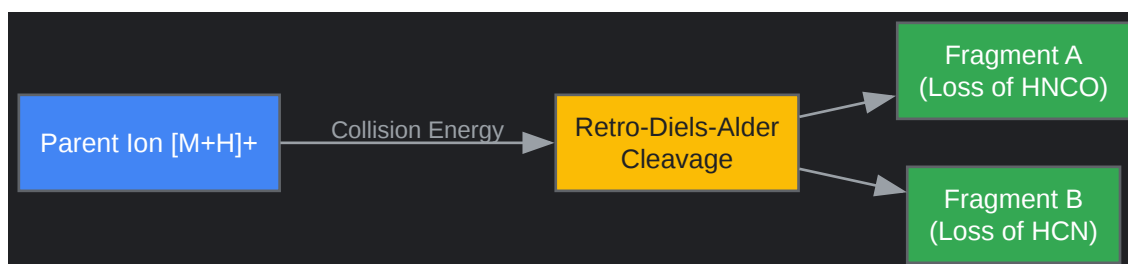 Parent Ion [M+H]+
Collision Energy
Retro-Diels-Alder
Cleavage
Fragment A
(Loss of HNCO)
Fragment B
(Loss of HCN)